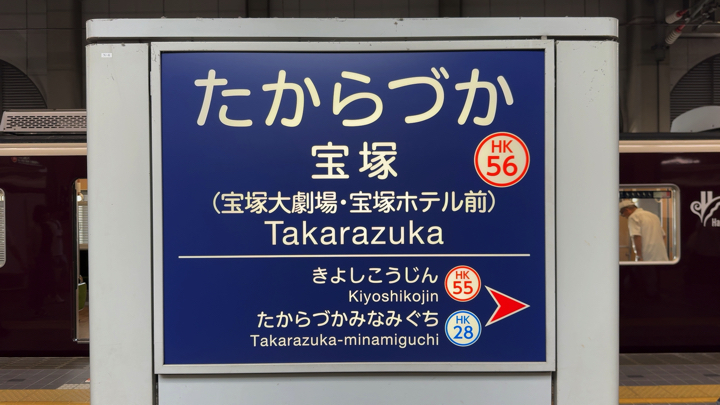 たからづか
宝塚
HK
56
（宝塚大劇場・宝塚ホテル前）
Takarazuka
きよしこうじん
Kiyoshikojin
HK
55
たからづかみなみぐち
Takarazuka-minamiguchi
HK
28